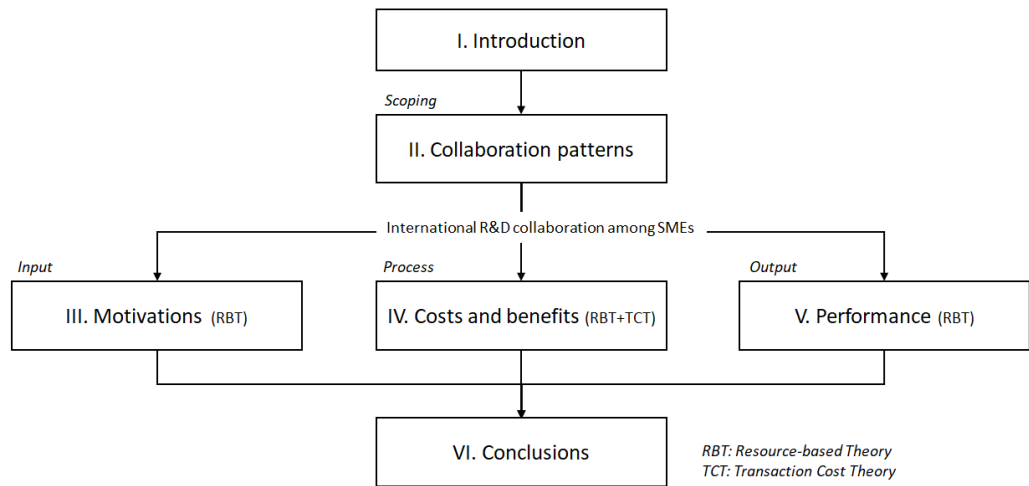 I. Introduction
Scoping
II. Collaboration patterns
International R&D collaboration among SMEs
Input
Process
Output
III. Motivations (RBT)
IV. Costs and benefits (RBT+TCT)
V. Performance (RBT)
VI. Conclusions
RBT: Resource-based Theory
TCT: Transaction Cost Theory